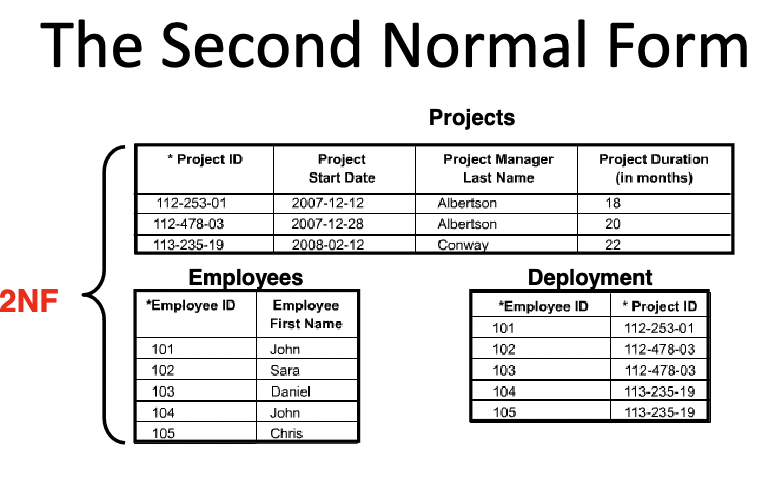 The Second Normal Form
Projects
* Project ID Project Start Date Project Manager Last Name Project Duration (in months)
112-253-01 2007-12-12 Albertson 18
112-478-03 2007-12-28 Albertson 20
113-235-19 2008-02-12 Conway 22
2NF
Employees
*Employee ID Employee First Name
101 John
102 Sara
103 Daniel
104 John
105 Chris
Deployment
*Employee ID * Project ID
101 112-253-01
102 112-478-03
103 112-478-03
104 113-235-19
105 113-235-19